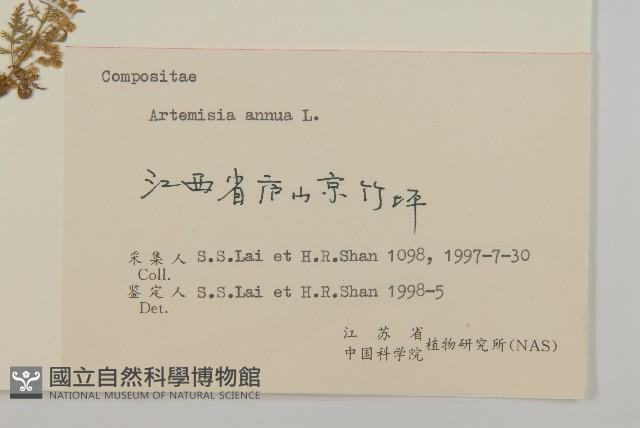 Compositae
Artemisia annua L.
江西省庐山京竹坪
采集人 S.S.Lai et H.R.Shan 1098, 1997-7-30
Coll.
鉴定人 S.S.Lai et H.R.Shan 1998-5
Det.
江苏省
中国科学院 植物研究所(NAS)
國立自然科學博物館
NATIONAL MUSEUM OF NATURAL SCIENCE